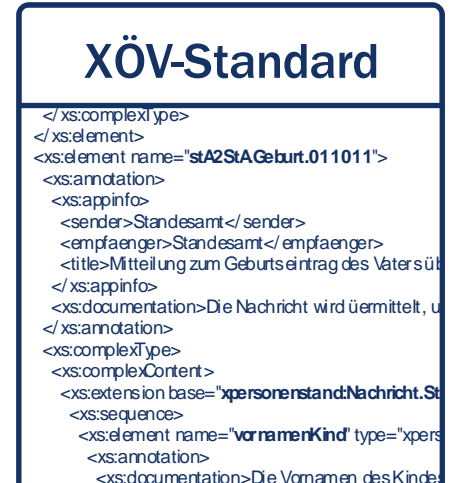 XÖV-Standard
</xs:complexType>
</xs:element>
<xs:element name="stA2StAGeburt.011011">
<xs:annotation>
<xs:appinfo>
<sender>Standesamt</sender>
<empfaenger>Standesamt</empfaenger>
<title>Mitteilung zum Geburtseintrag des Vaters üb
</xs:appinfo>
<xs:documentation>Die Nachricht wird üermittelt, u
</xs:annotation>
<xs:complexType>
<xs:complexContent>
<xs:extension base="xpersonenstand:Nachricht.St
<xs:sequence>
<xs:element name="vornamenKind" type="xpers
<xs:annotation>
<xs:documentation>Die Vornamen des Kindes